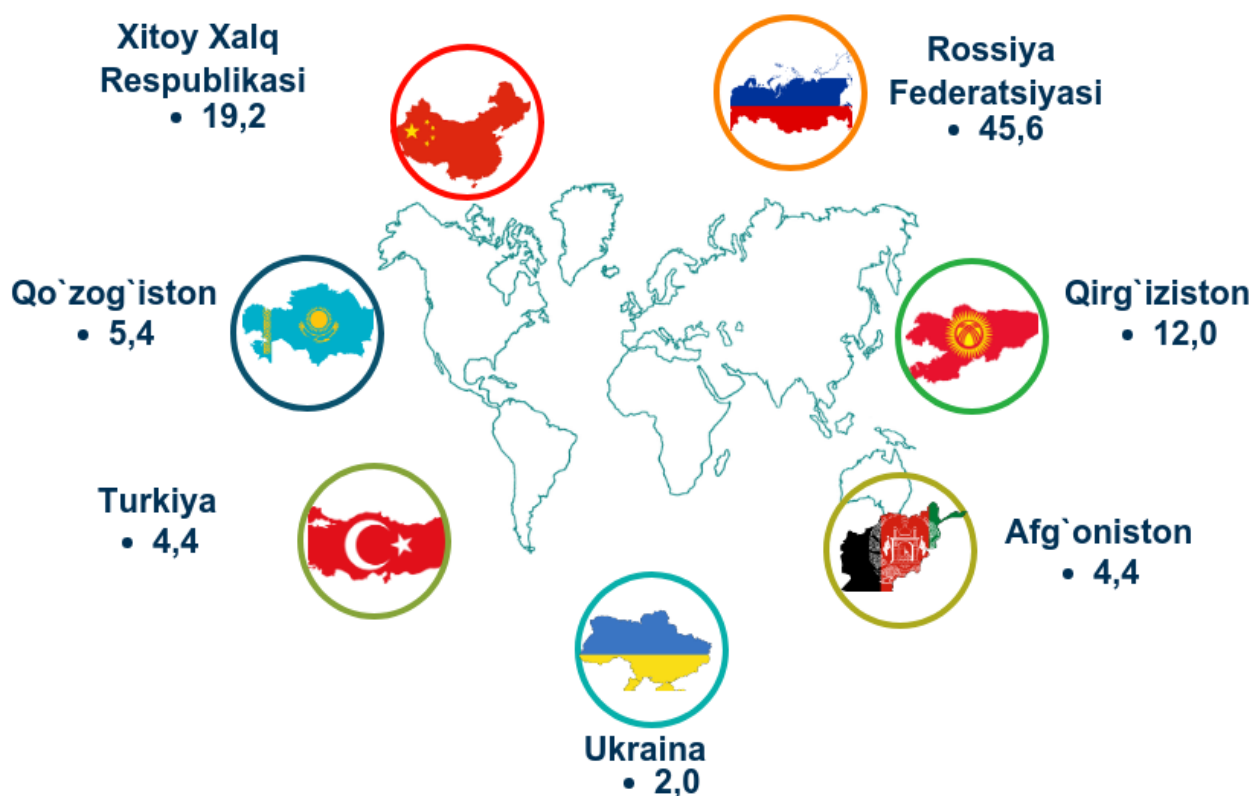 Xitoy Xalq
Respublikasi
• 19,2
Rossiya
Federatsiyasi
• 45,6
Qo`zog`iston
• 5,4
Qirg`iziston
• 12,0
Turkiya
• 4,4
Afg`oniston
• 4,4
Ukraina
• 2,0